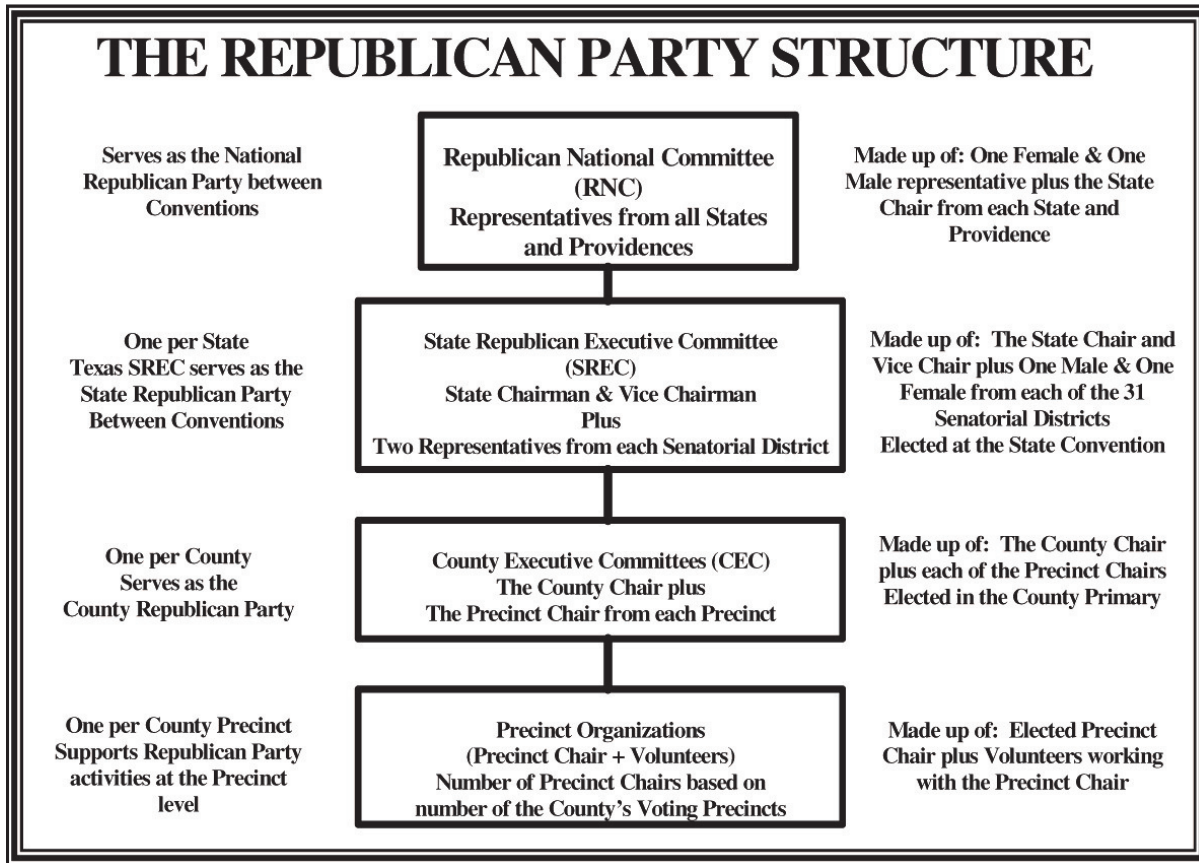 THE REPUBLICAN PARTY STRUCTURE
Serves as the National
Republican Party between
Conventions
Republican National Committee
(RNC)
Representatives from all States
and Providences
Made up of: One Female & One
Male representative plus the State
Chair from each State and
Providence
One per State
Texas SREC serves as the
State Republican Party
Between Conventions
State Republican Executive Committee
(SREC)
State Chairman & Vice Chairman
Plus
Two Representatives from each Senatorial District
Made up of: The State Chair and
Vice Chair plus One Male & One
Female from each of the 31
Senatorial Districts
Elected at the State Convention
One per County
Serves as the
County Republican Party
County Executive Committees (CEC)
The County Chair plus
The Precinct Chair from each Precinct
Made up of: The County Chair
plus each of the Precinct Chairs
Elected in the County Primary
One per County Precinct
Supports Republican Party
activities at the Precinct
level
Precinct Organizations
(Precinct Chair + Volunteers)
Number of Precinct Chairs based on
number of the County’s Voting Precincts
Made up of: Elected Precinct
Chair plus Volunteers working
with the Precinct Chair